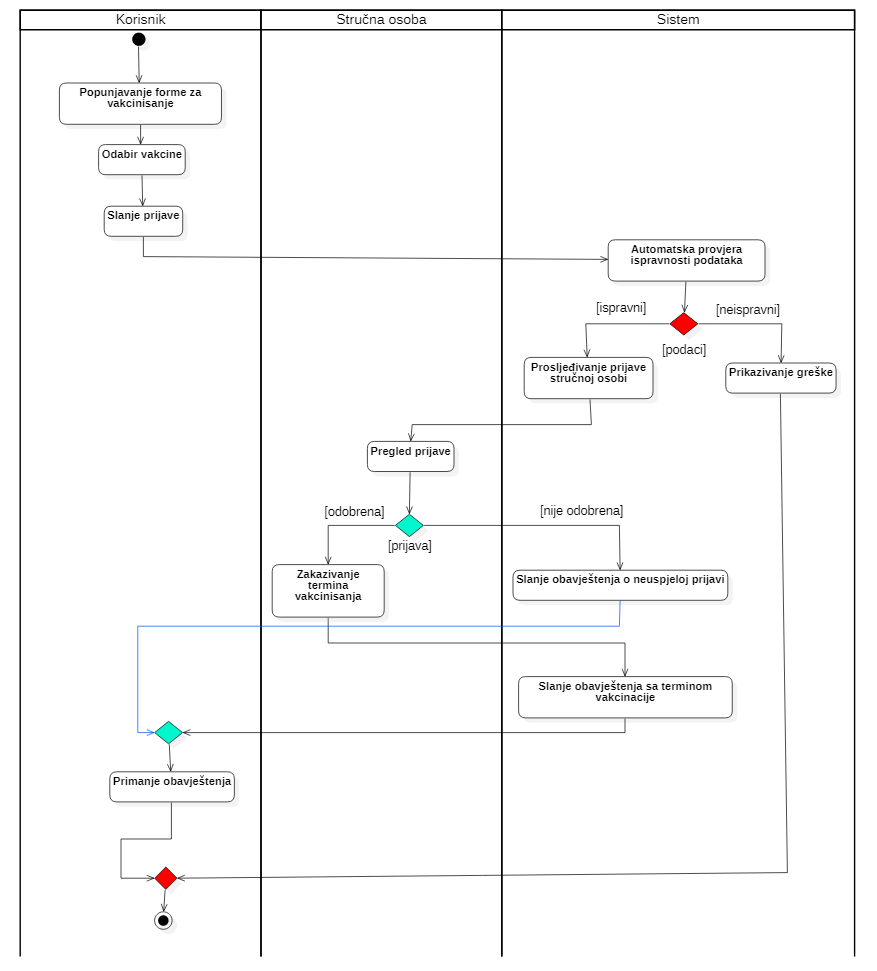 Korisnik
Stručna osoba
Sistem
Popunjavanje forme za
vakcinisanje
Odabir vakcine
Slanje prijave
Automatska provjera
ispravnosti podataka
[ispravni]
[neispravni]
[podaci]
Prosljeđivanje prijave
stručnoj osobi
Prikazivanje greške
Pregled prijave
[odobrena]
[nije odobrena]
[prijava]
Zakazivanje
termina
vakcinisanja
Slanje obavještenja o neuspjeloj prijavi
Slanje obavještenja sa terminom
vakcinacije
Primanje obavještenja